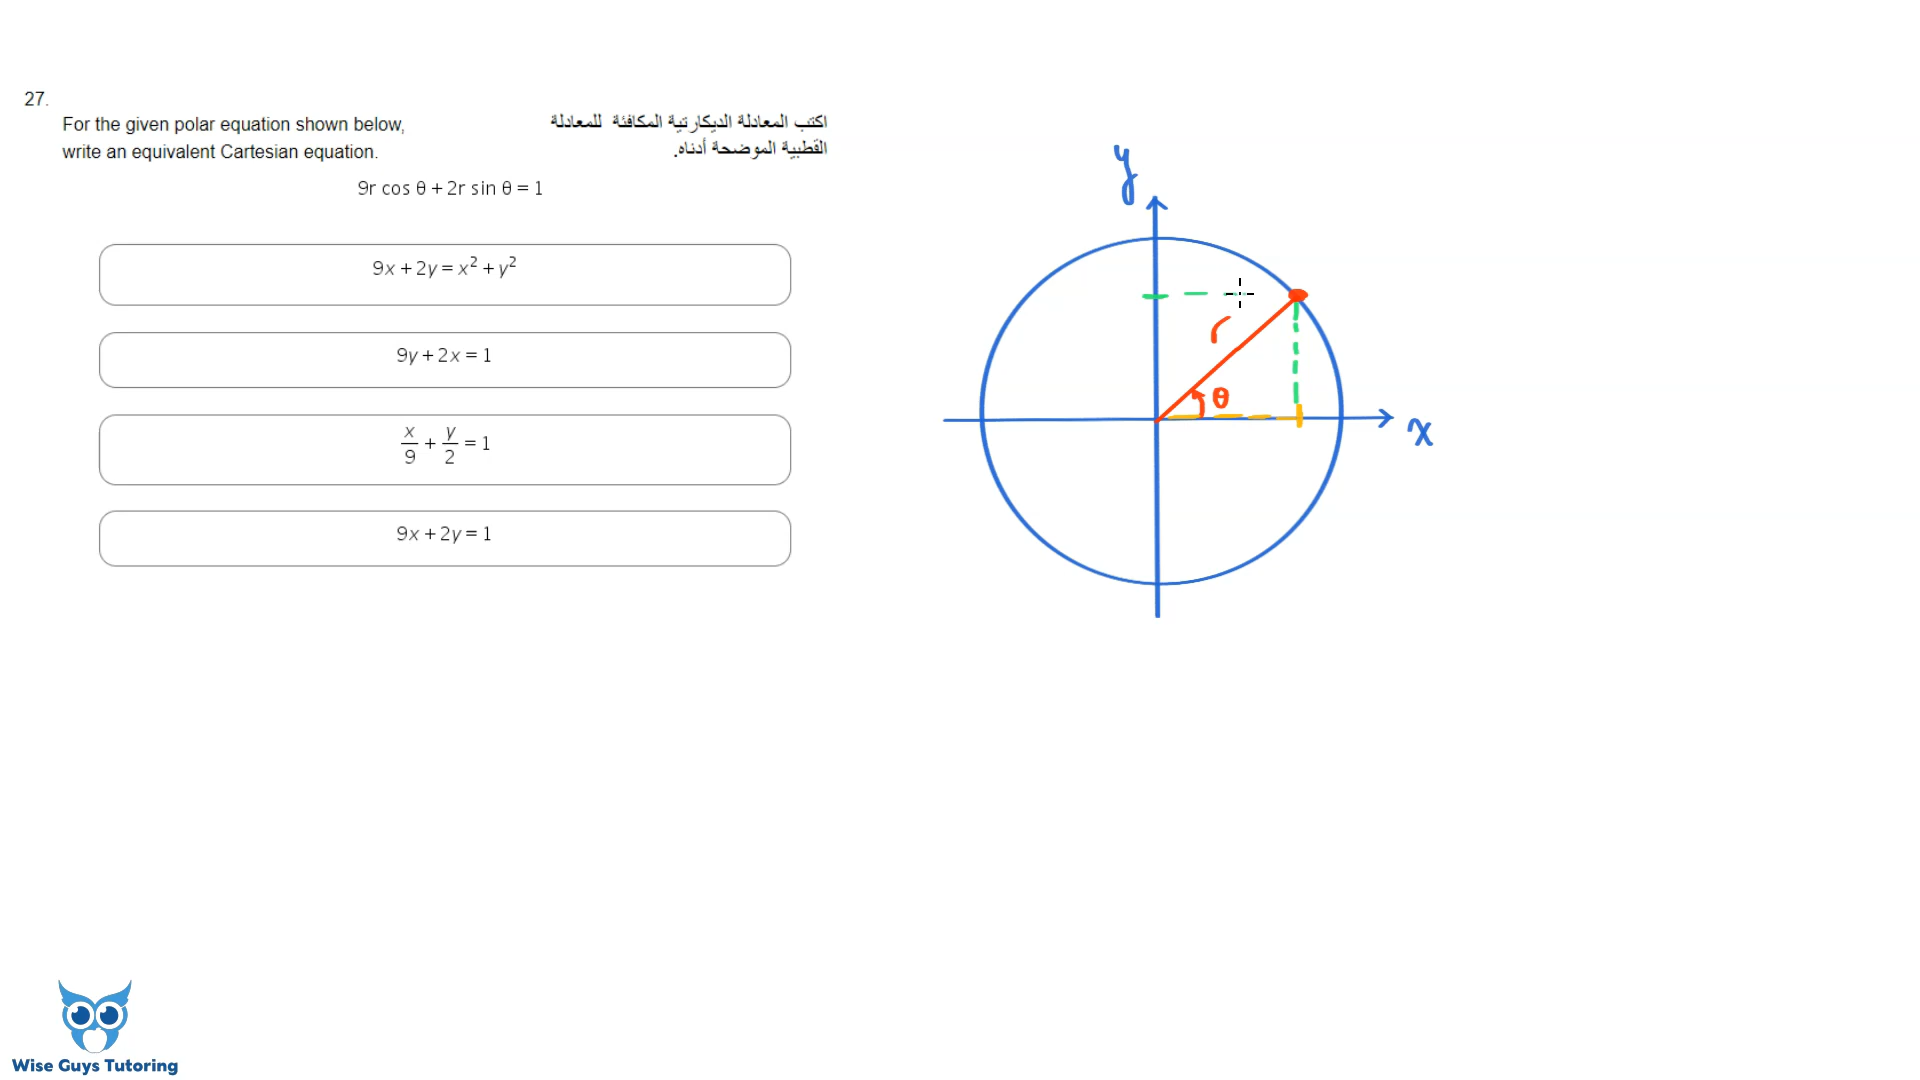 27.
For the given polar equation shown below,
write an equivalent Cartesian equation.
اكتب المعادلة الديكارتية المكافئة للمعادلة
القطبية الموضحة أدناه.
9r cos θ + 2r sin θ = 1
9x + 2y = x² + y²
9y + 2x = 1
x/9 + y/2 = 1
9x + 2y = 1
y
r
θ
x
Wise Guys Tutoring